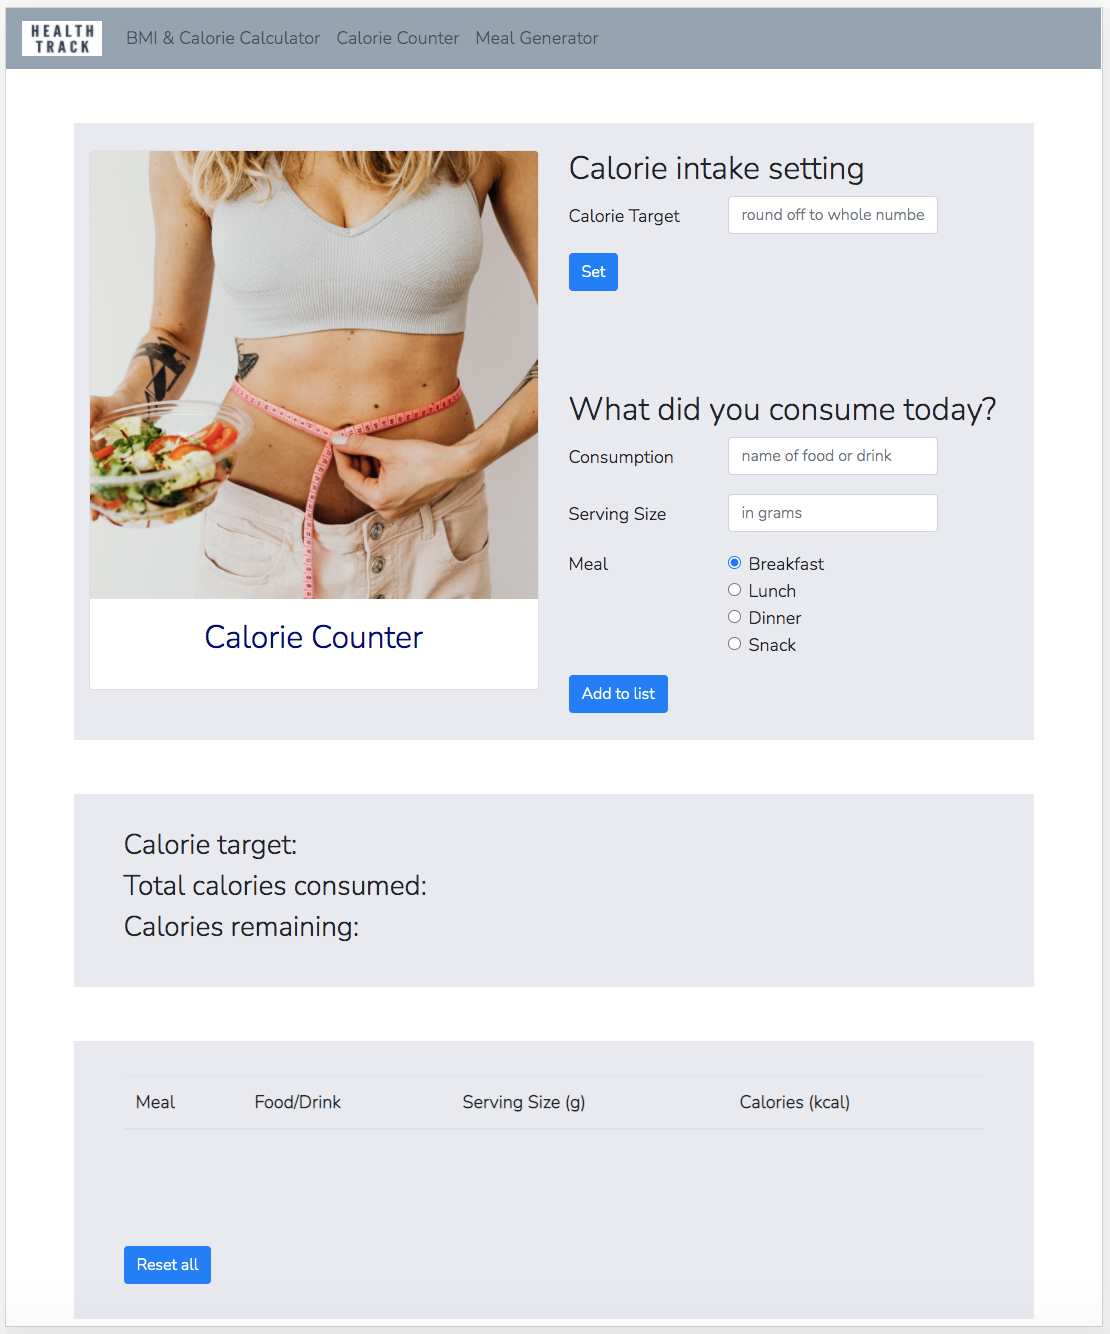 HEALTH
TRACK
BMI & Calorie Calculator Calorie Counter Meal Generator
Calorie intake setting
Calorie Target round off to whole numbe
Set
What did you consume today?
Consumption name of food or drink
Serving Size in grams
Meal Breakfast
Lunch
Dinner
Snack
Add to list
Calorie Counter
Calorie target:
Total calories consumed:
Calories remaining:
Meal Food/Drink Serving Size (g) Calories (kcal)
Reset all